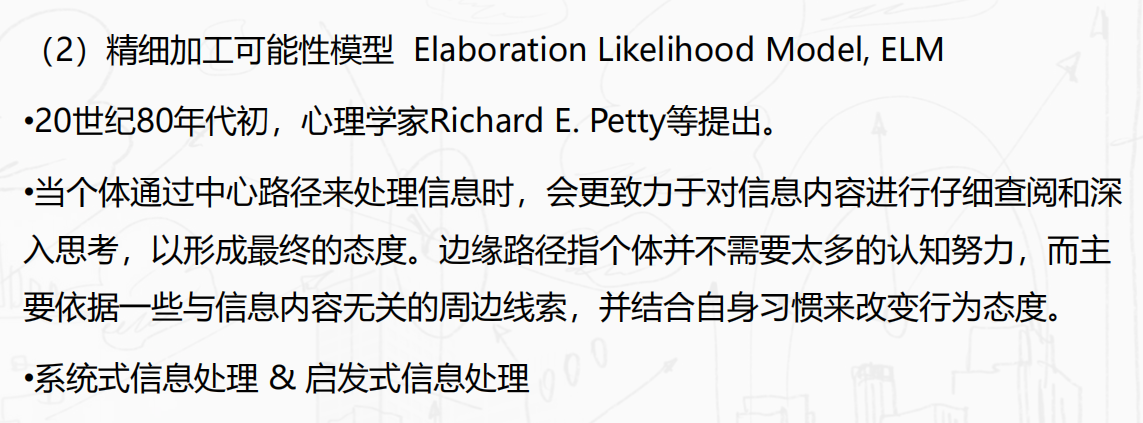 （2）精细加工可能性模型  Elaboration Likelihood Model, ELM
•20世纪80年代初，心理学家Richard E. Petty等提出。
•当个体通过中心路径来处理信息时，会更致力于对信息内容进行仔细查阅和深
入思考，以形成最终的态度。边缘路径指个体并不需要太多的认知努力，而主
要依据一些与信息内容无关的周边线索，并结合自身习惯来改变行为态度。
•系统式信息处理 & 启发式信息处理